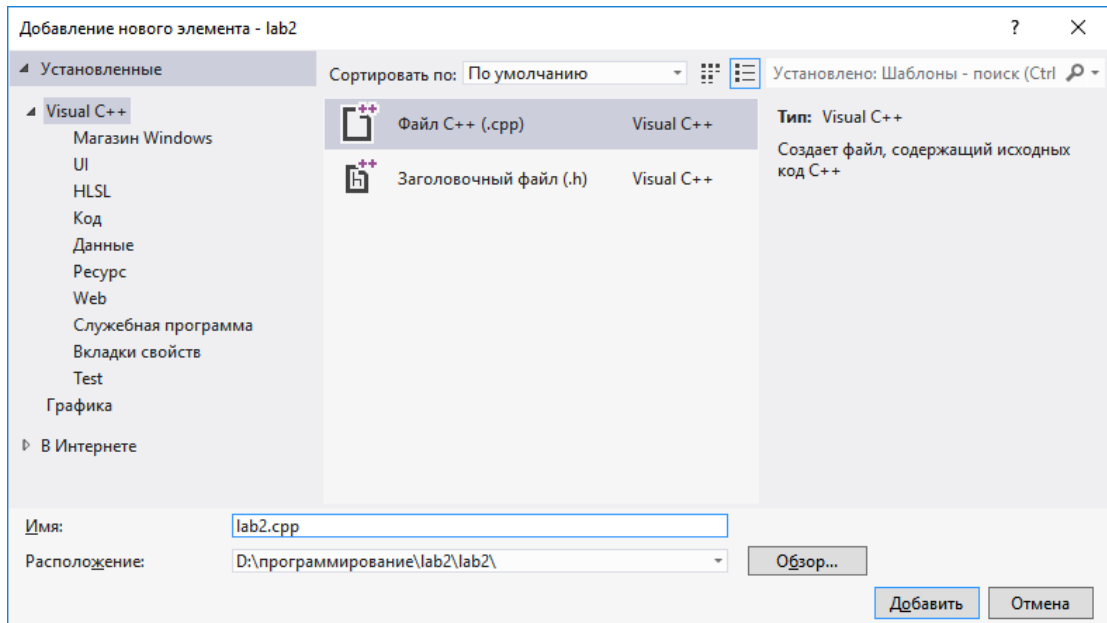 Добавление нового элемента - lab2
?
Установленные
Сортировать по: По умолчанию
Установлено: Шаблоны - поиск (Ctrl
Visual C++
Магазин Windows
UI
HLSL
Код
Данные
Ресурс
Web
Служебная программа
Вкладки свойств
Test
Графика
В Интернете
Файл C++ (.cpp) Visual C++
Заголовочный файл (.h) Visual C++
Тип: Visual C++
Создает файл, содержащий исходных
код C++
Имя: lab2.cpp
Расположение: D:\программирование\lab2\lab2\
Обзор...
Добавить Отмена